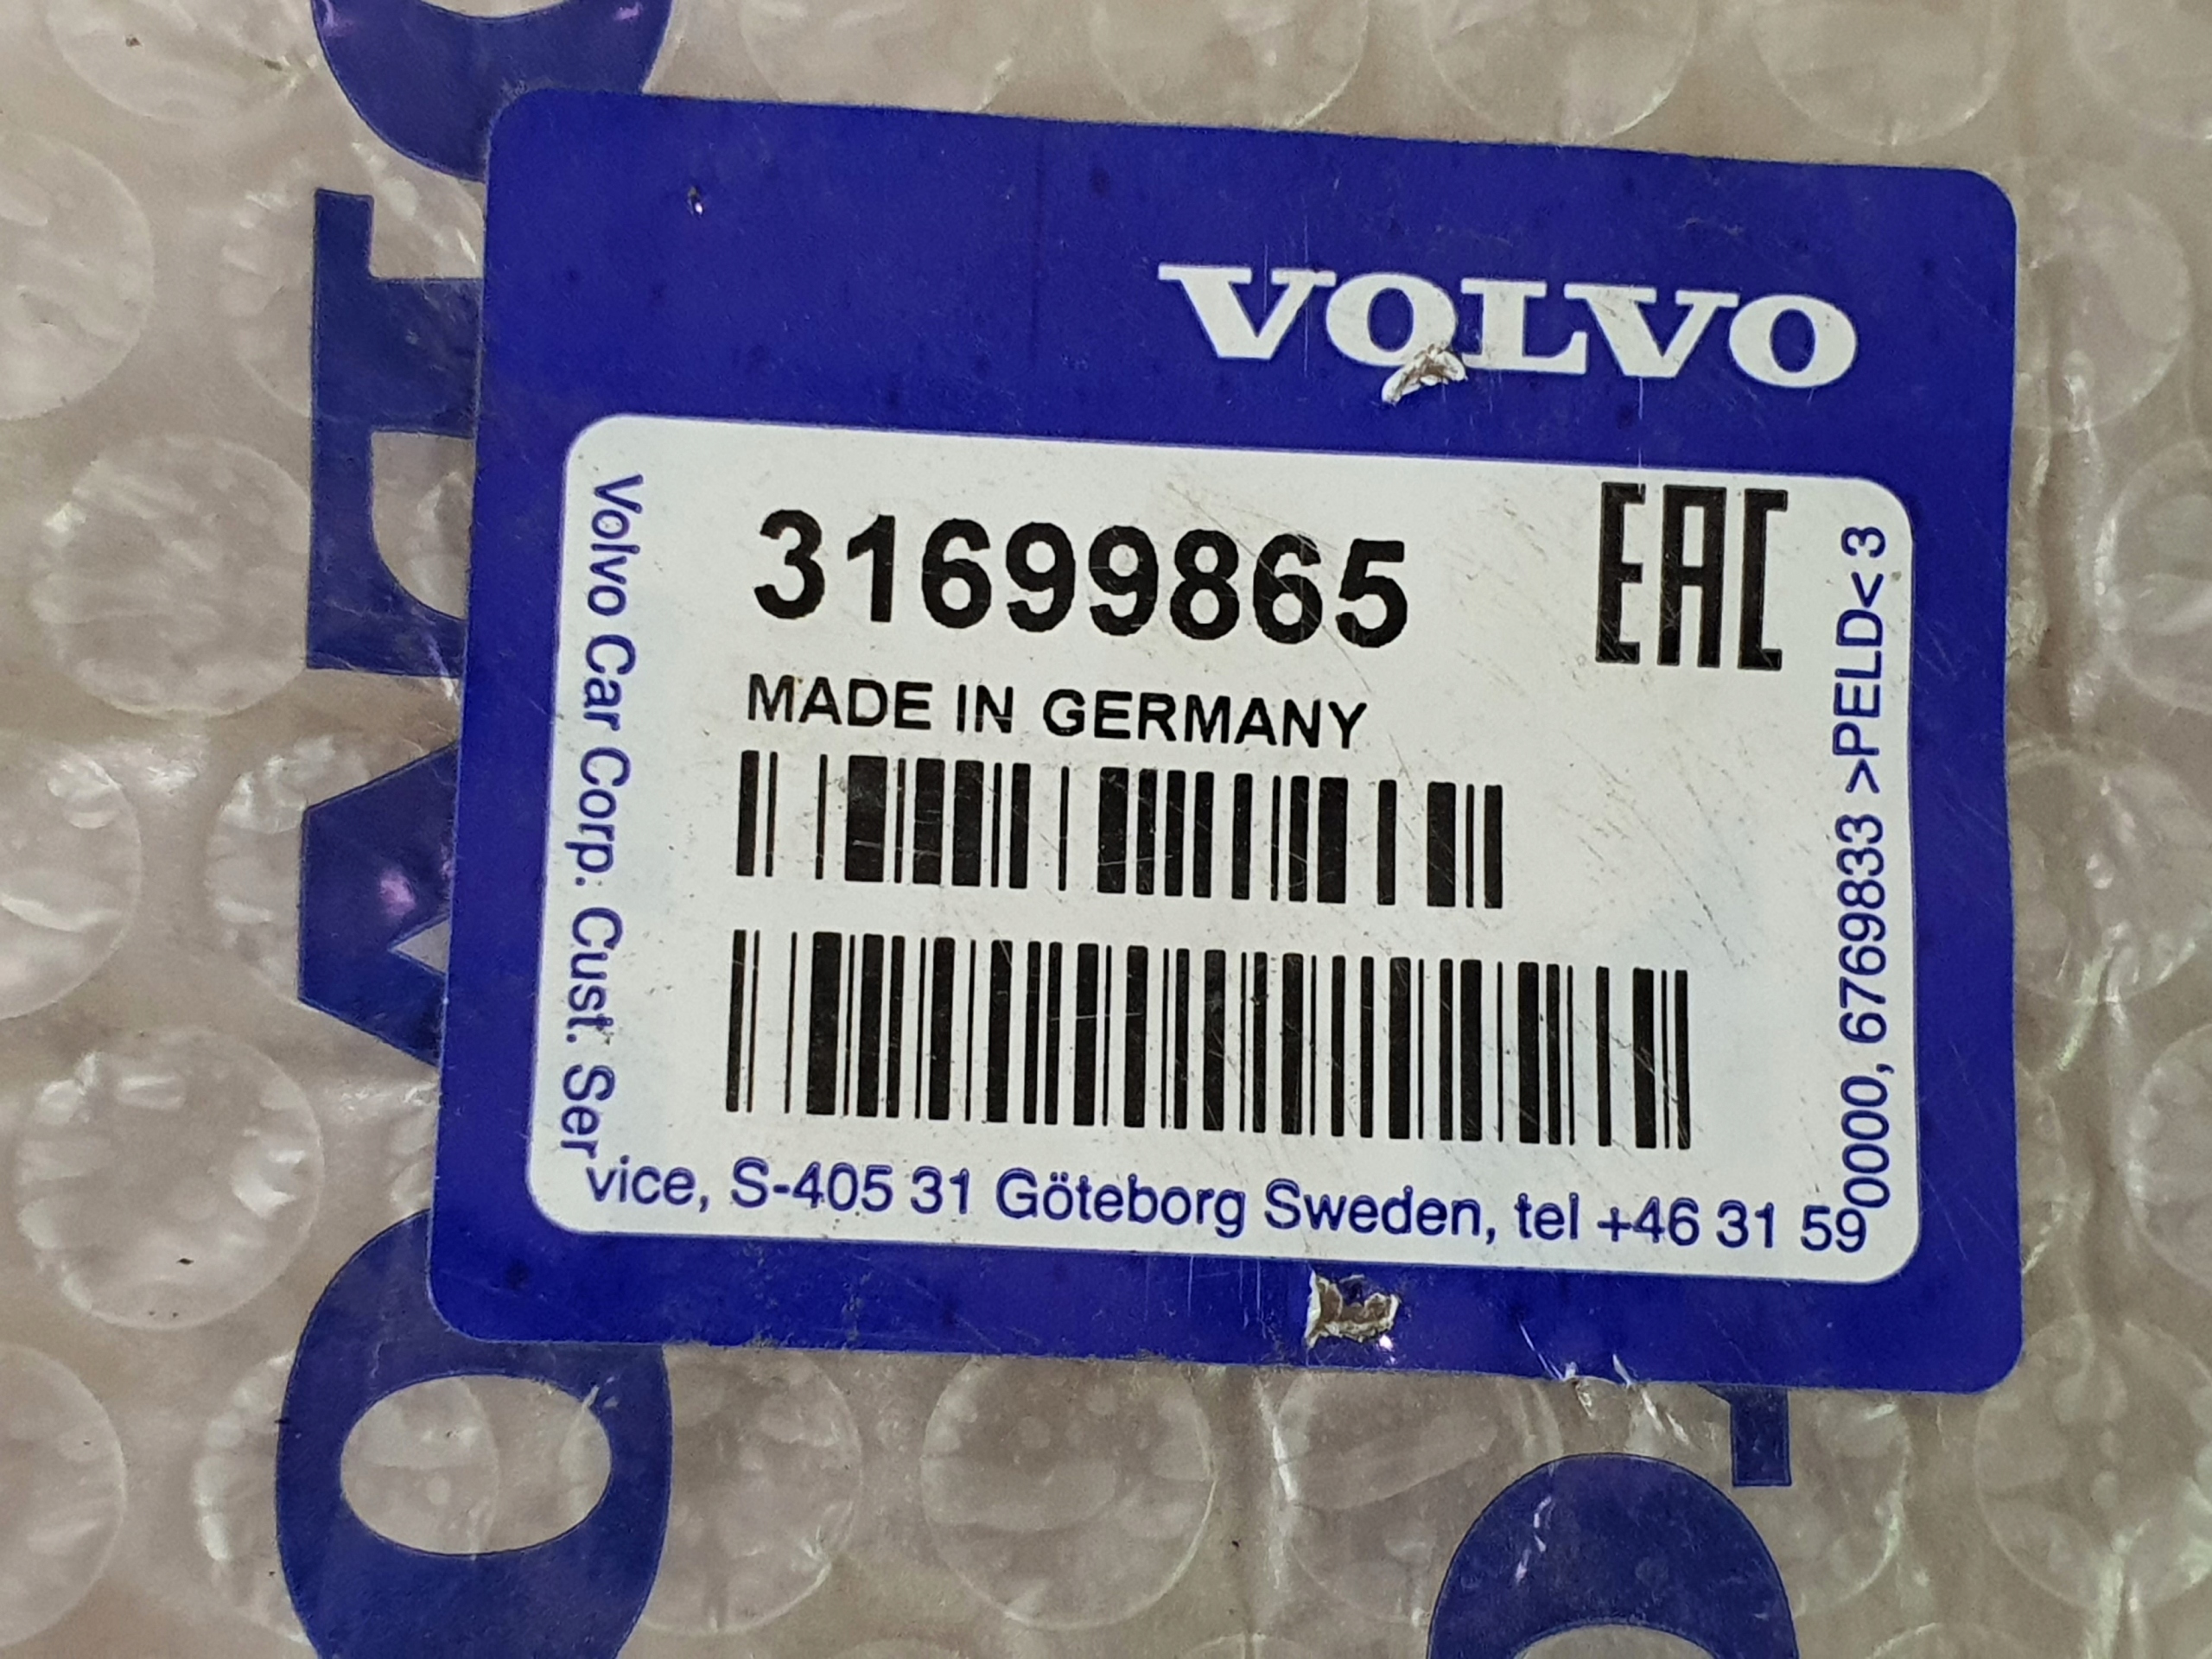 VOLVO
31699865
EAC
MADE IN GERMANY
Volvo Car Corp. Cust. Service, S-405 31 Göteborg Sweden, tel +46 31 590000, 6769833 >PELD< 3